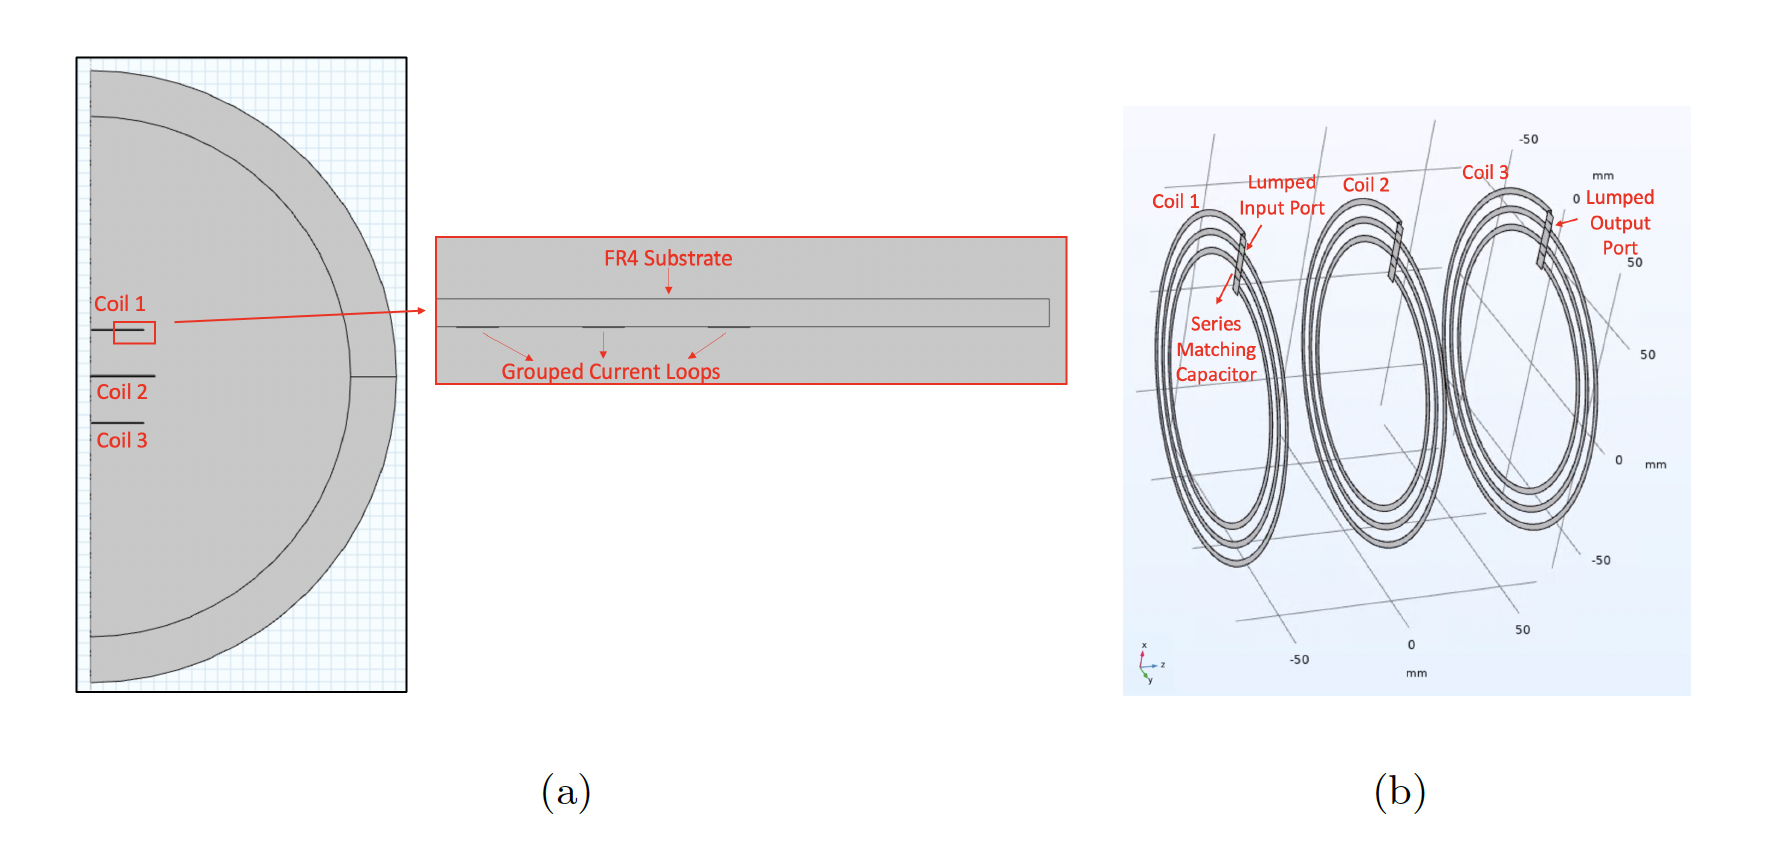 Coil 1
Coil 2
Coil 3
FR4 Substrate
Grouped Current Loops
(a)
-50
mm
0
Coil 3
Lumped
Input Port
Coil 2
Coil 1
Lumped
Output
Port
50
Series
Matching
Capacitor
50
0
mm
-50
50
0
-50
mm
x
z
y
(b)